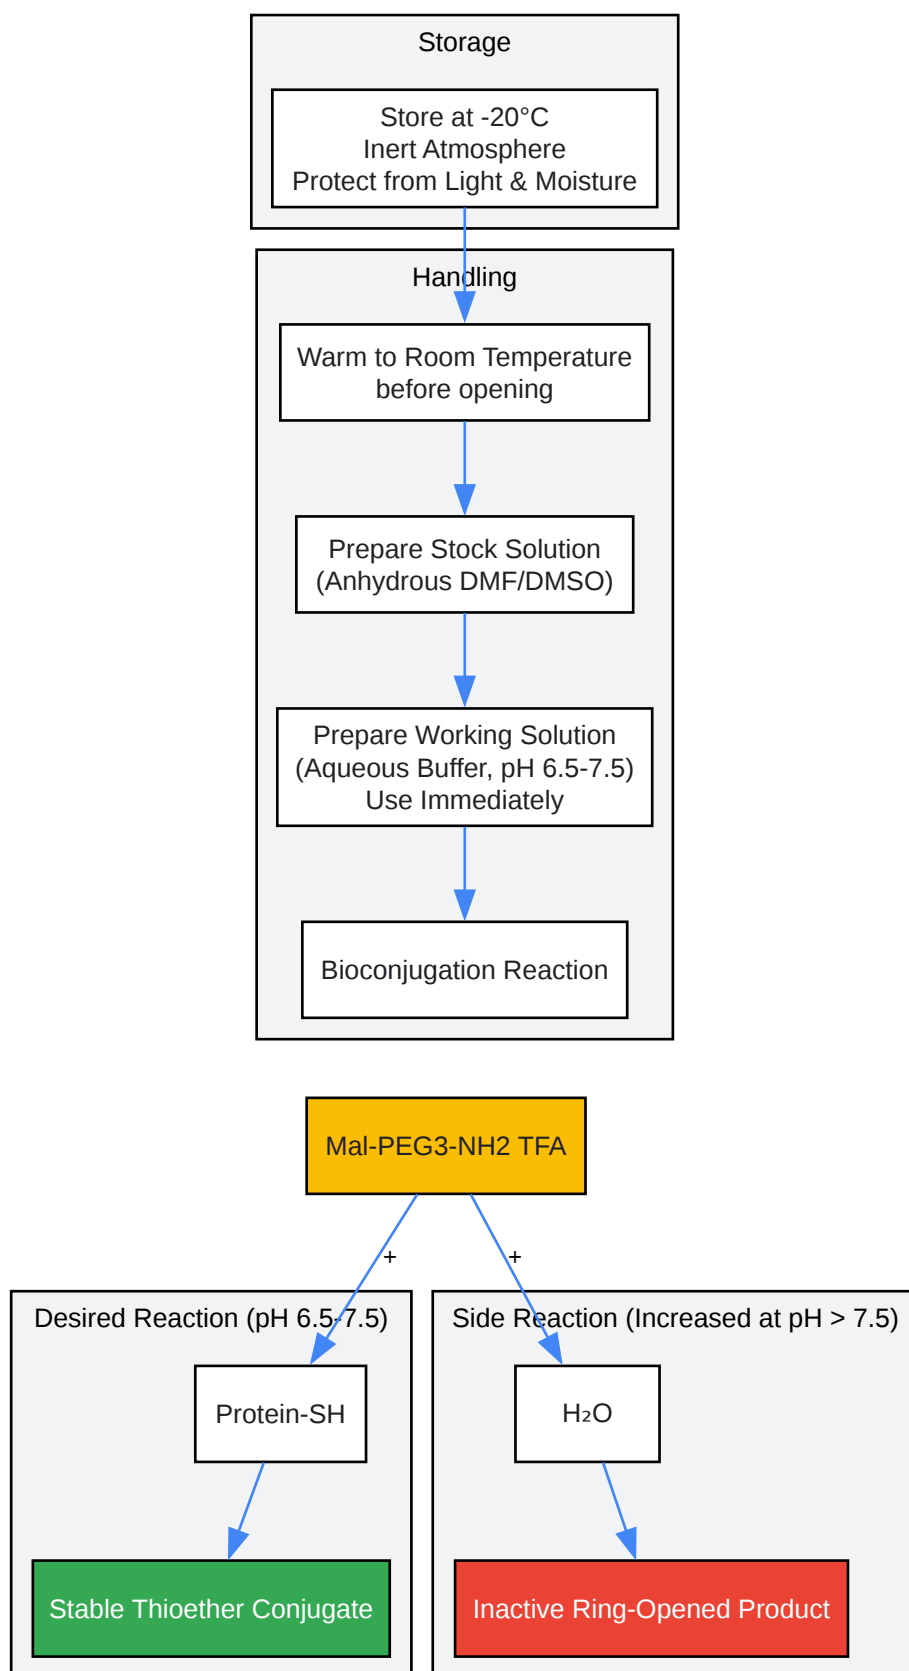 Storage
Store at -20°C
Inert Atmosphere
Protect from Light & Moisture
Handling
Warm to Room Temperature
before opening
Prepare Stock Solution
(Anhydrous DMF/DMSO)
Prepare Working Solution
(Aqueous Buffer, pH 6.5-7.5)
Use Immediately
Bioconjugation Reaction
Mal-PEG3-NH2 TFA
+
+
Desired Reaction (pH 6.5-7.5)
Side Reaction (Increased at pH > 7.5)
Protein-SH
H₂O
Stable Thioether Conjugate
Inactive Ring-Opened Product